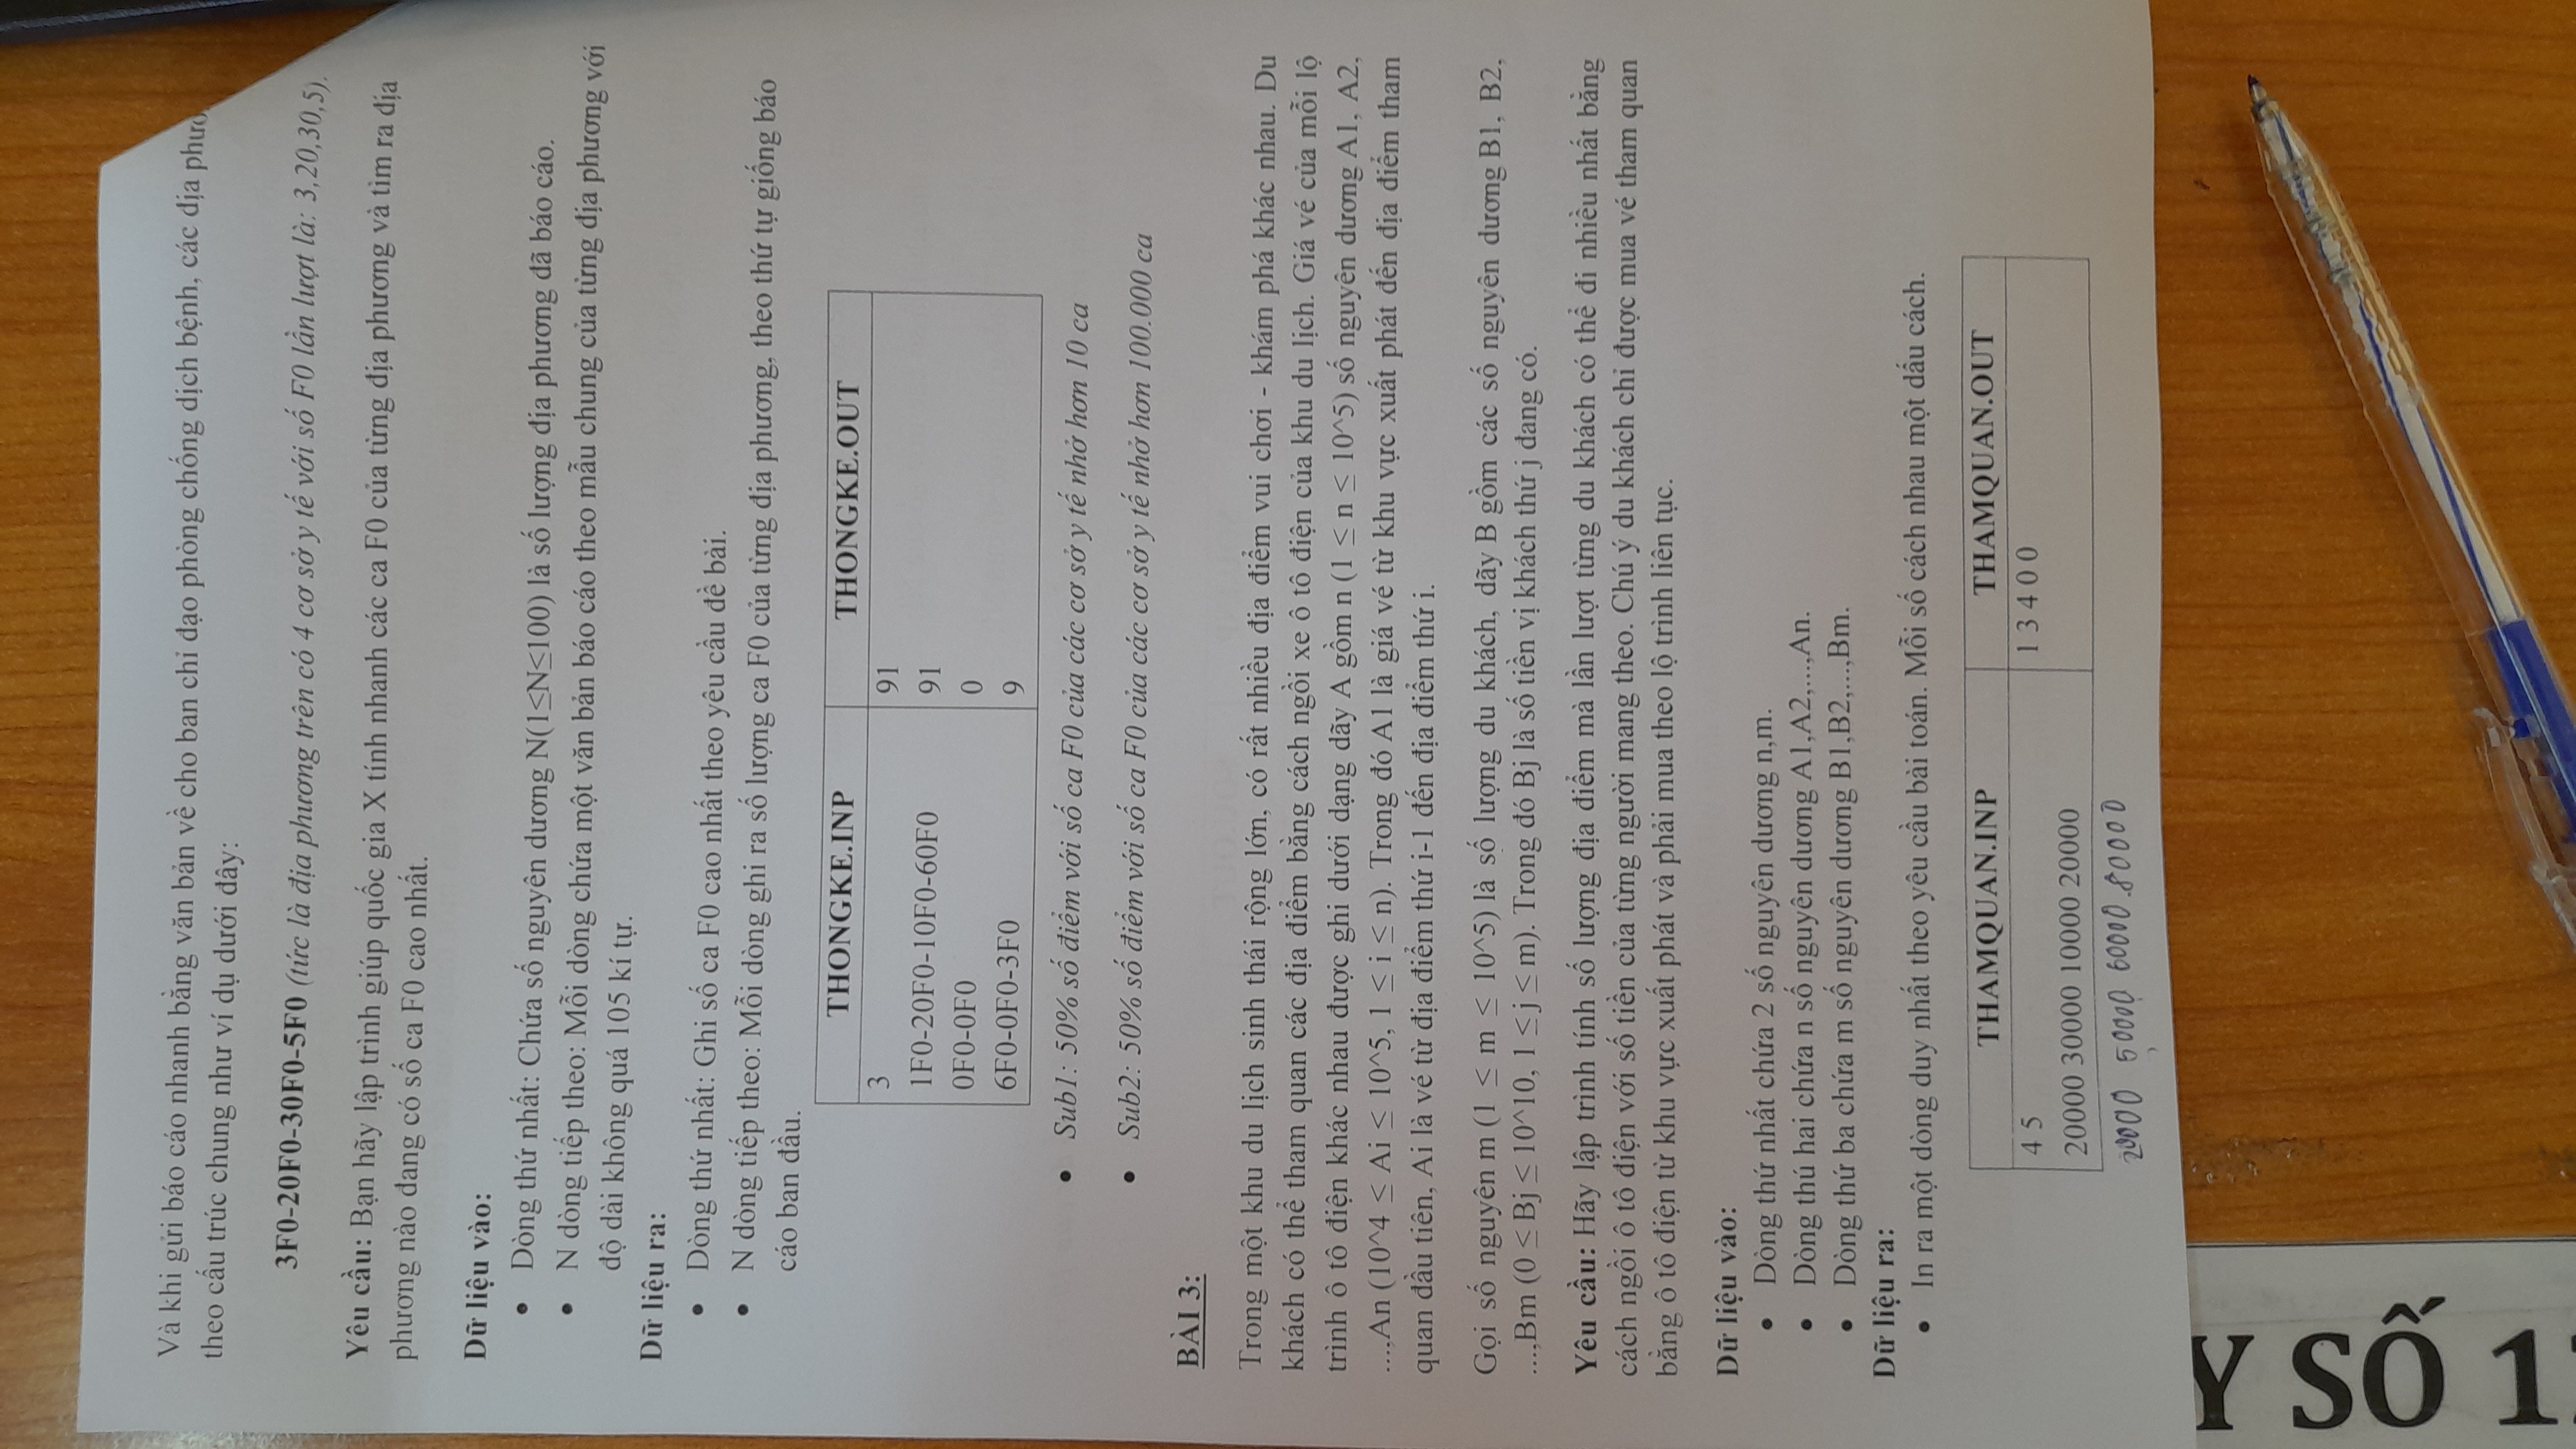 Và khi gửi báo cáo nhanh bằng văn bản về cho ban chỉ đạo phòng chống dịch bệnh, các địa
theo cấu trúc chung như ví dụ dưới đây:
3F0-20F0-30F0-5F0 (tức là địa phương trên có 4 cơ sở y tế với số F0 lần lượt là: 3,20,30,5).
Yêu cầu: Bạn hãy lập trình giúp quốc gia X tính nhanh các ca F0 của từng địa phương và tìm ra địa
phương nào đang có số ca F0 cao nhất.
Dữ liệu vào:
• Dòng thứ nhất: Chứa số nguyên dương N(1≤N≤100) là số lượng địa phương đã báo cáo.
• N dòng tiếp theo: Mỗi dòng chứa một văn bản báo cáo theo mẫu chung của từng địa phương với
độ dài không quá 105 kí tự.
Dữ liệu ra:
• Dòng thứ nhất: Ghi số ca F0 cao nhất theo yêu cầu đề bài.
• N dòng tiếp theo: Mỗi dòng ghi ra số lượng ca F0 của từng địa phương, theo thứ tự giống báo
cáo ban đầu.
THONGKE.INP THONGKE.OUT
3 91
1F0-20F0-10F0-60F0 91
0F0-0F0 0
6F0-0F0-3F0 9
• Sub1: 50% số điểm với số ca F0 của các cơ sở y tế nhở hơn 10 ca
• Sub2: 50% số điểm với số ca F0 của các cơ sở y tế nhở hơn 100.000 ca
BÀI 3:
Trong một khu du lịch sinh thái rộng lớn, có rất nhiều địa điểm vui chơi - khám phá khác nhau. Du
khách có thể tham quan các địa điểm bằng cách ngồi xe ô tô điện của khu du lịch. Giá vé của mỗi lộ
trình ô tô điện khác nhau được ghi dưới dạng dãy A gồm n (1 ≤ n ≤ 10^5) số nguyên dương A1, A2,
...,An (10^4 ≤ Ai ≤ 10^5, 1 ≤ i ≤ n). Trong đó A1 là giá vé từ khu vực xuất phát đến địa điểm tham
quan đầu tiên, Ai là vé từ địa điểm thứ i-1 đến địa điểm thứ i.
Gọi số nguyên m (1 ≤ m ≤ 10^5) là số lượng du khách, dãy B gồm các số nguyên dương B1, B2,
...,Bm (0 ≤ Bj ≤ 10^10, 1 ≤ j ≤ m). Trong đó Bj là số tiền vị khách thứ j đang có.
Yêu cầu: Hãy lập trình tính số lượng địa điểm mà lần lượt từng du khách có thể đi nhiều nhất bằng
cách ngồi ô tô điện với số tiền của từng người mang theo. Chú ý du khách chỉ được mua vé tham quan
bằng ô tô điện từ khu vực xuất phát và phải mua theo lộ trình liên tục.
Dữ liệu vào:
• Dòng thứ nhất chứa 2 số nguyên dương n,m.
• Dòng thú hai chứa n số nguyên dương A1,A2,...,An.
• Dòng thứ ba chứa m số nguyên dương B1,B2,...,Bm.
Dữ liệu ra:
• In ra một dòng duy nhất theo yêu cầu bài toán. Mỗi số cách nhau một dấu cách.
THAMQUAN.INP THAMQUAN.OUT
4 5 1 3 4 0 0
20000 30000 10000 20000
20000 50000 60000 80000
Y SỐ 1